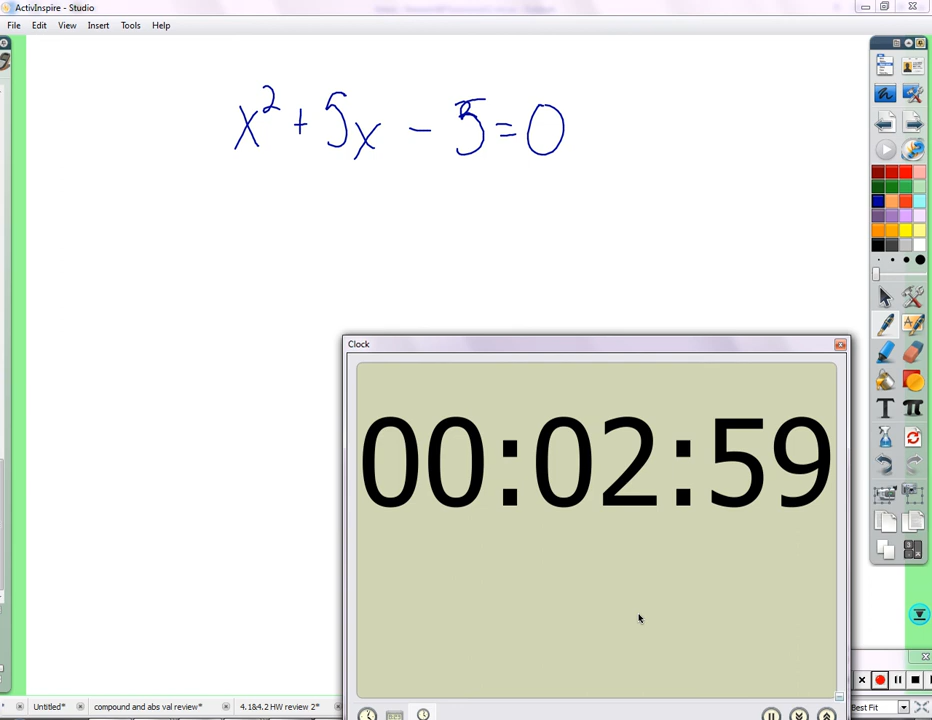 ActivInspire - Studio
File Edit View Insert Tools Help
x² + 5x - 5 = 0
Clock
00:02:59
Untitled* compound and abs val review* 4.1&4.2 HW review 2* Best Fit